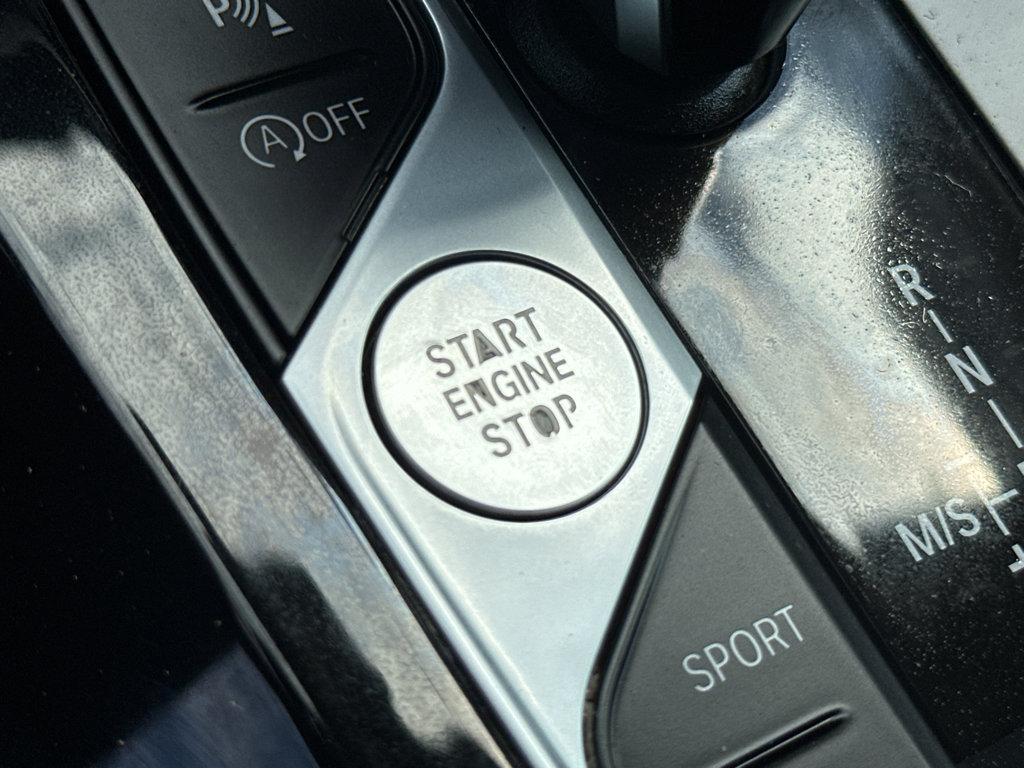 P
A OFF
START
ENGINE
STOP
SPORT
R
N
M/S
+